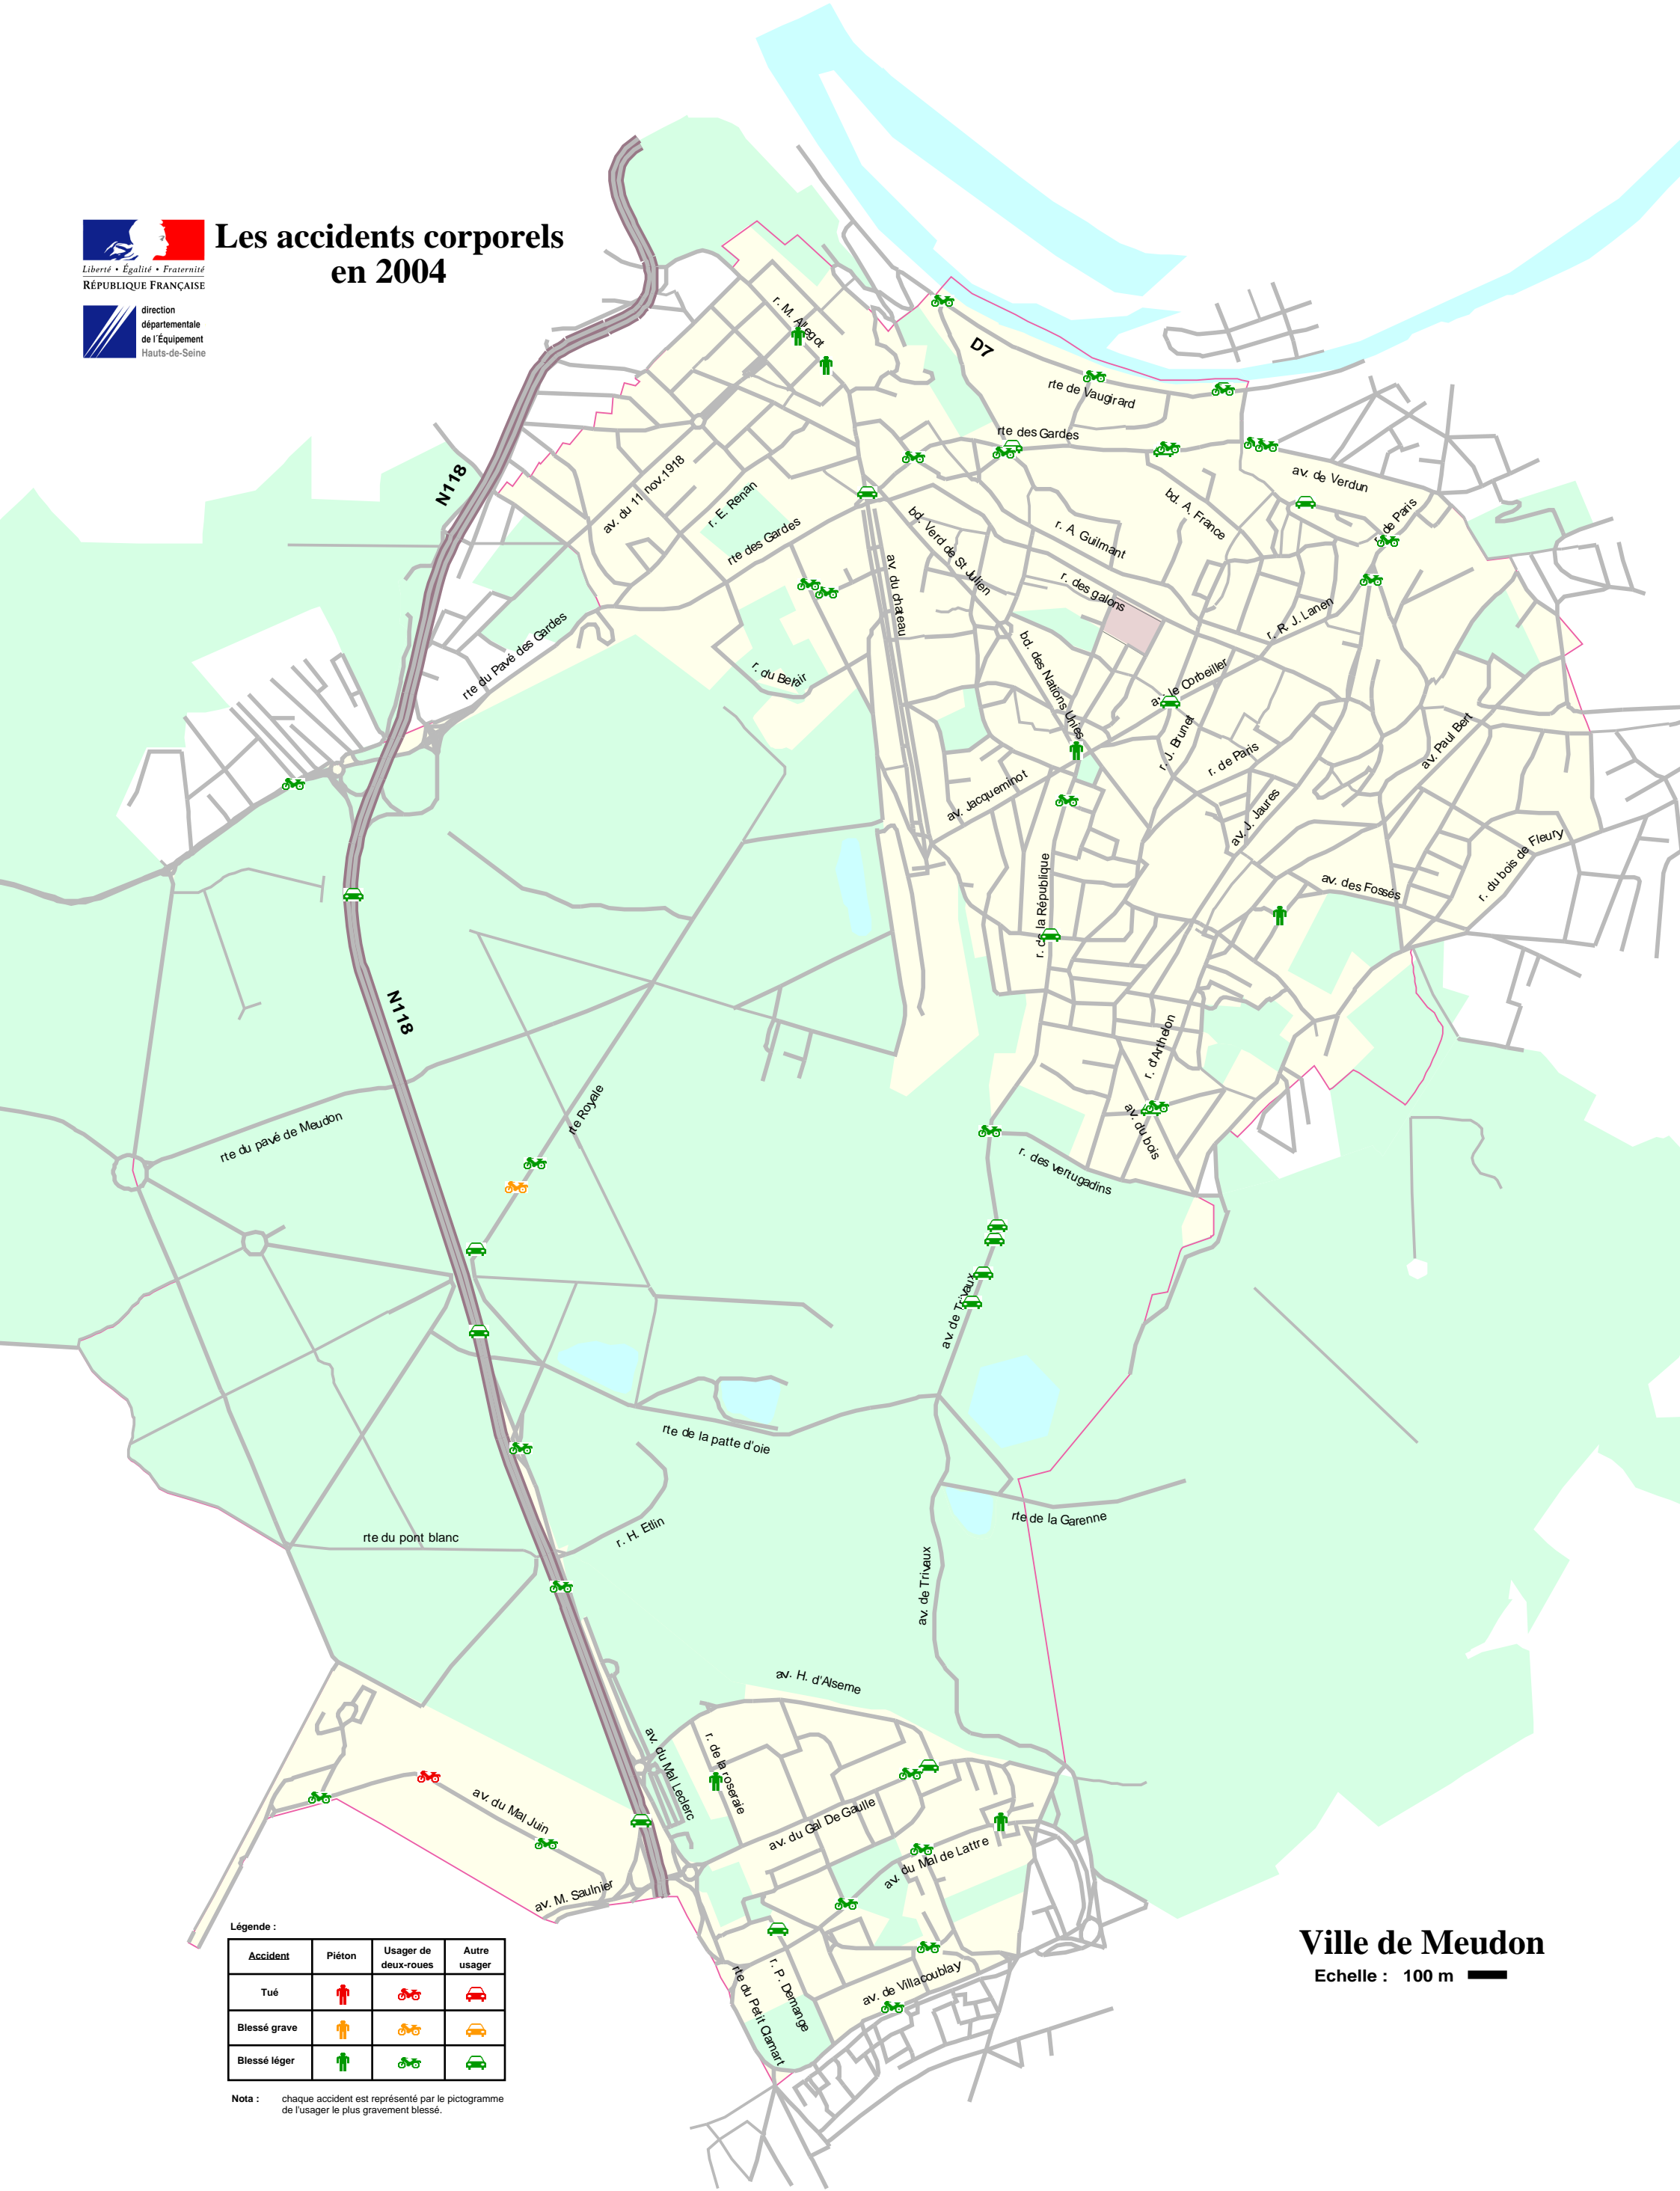 Liberté • Égalité • Fraternité
RÉPUBLIQUE FRANÇAISE
direction
départementale
de l'Équipement
Hauts-de-Seine
Les accidents corporels
en 2004
r. M. Allegot
D7
rte de Vaugirard
rte des Gardes
av. de Verdun
N118
av. du 11 nov.1918
r. E. Renan
rte des Gardes
bd. Verd de St Julien
r. A Guilmant
bd. A. France
de Paris
av. du chateau
r. des galons
r. R. J. Lanen
rte du Pavé des Gardes
r. du Belair
bd. des Nations Unies
av. le Corbeiller
r. J. Brunet
r. de Paris
av. Paul Bert
av. Jacqueminot
av. J. Jaures
r. du bois de Fleury
r. de la République
av. des Fossés
N118
r. d'Arthelon
rte Royale
rte du pavé de Meudon
av. du bois
r. des vertugadins
av. de Trivaux
rte de la patte d'oie
rte de la Garenne
rte du pont blanc
r. H. Etlin
av. de Trivaux
av. H. d'Alseme
av. du Mal Leclerc
r. de la roseraie
av. du Mal Juin
av. du Gal De Gaulle
av. du Mal de Lattre
av. M. Saulnier
rte du Petit Clamart
r. P. Demange
av. de Villacoublay
Légende :
Accident Piéton Usager de deux-roues Autre usager
Tué
Blessé grave
Blessé léger
Nota : chaque accident est représenté par le pictogramme
de l'usager le plus gravement blessé.
Ville de Meudon
Echelle : 100 m